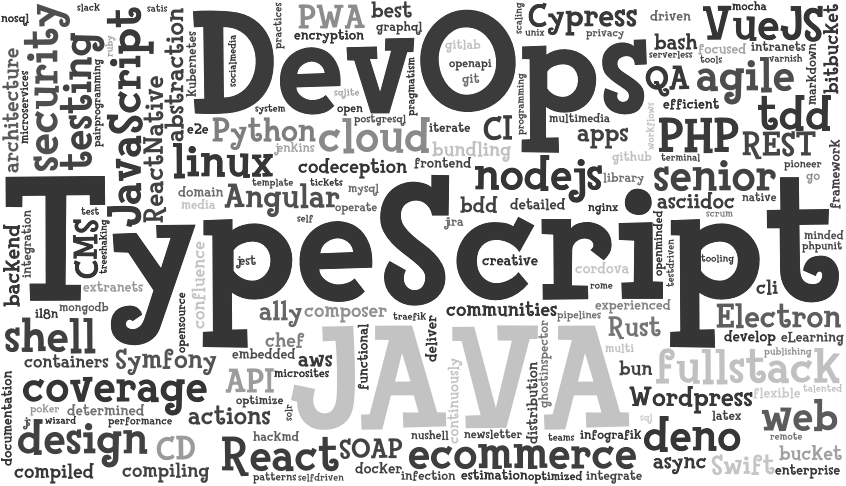 nosql
slack
satis
ruby
practices
PWA
best
graphql
encryption
scaling
Cypress
unix
privacy
driven
mocha
VueJS
bash
serverless
focused
tools
intranets
varnish
markdown
bitbucket
architecture
microservices
security
testing
pairprogramming
JavaScript
ReactNative
abstraction
kubernetes
DevOps
socialmedia
sqlite
gitlab
openapi
git
pragmatism
programming
QA
agile
system
open
postgresql
multimedia
efficient
tdd
e2e
Python
cloud
iterate
CI
apps
workflows
PHP
REST
jenkins
bundling
github
terminal
pioneer
framework
linux
codeception
frontend
nodejs
library
senior
go
domain
template
tickets
mysql
native
media
Angular
operate
bdd
detailed
nginx
asciidoc
self
jira
scrum
TypeScript
backend
integration
CMS
test
treeshaking
confluence
jest
creative
cordova
rome
openminded
testdriven
tooling
minded
phpunit
extranets
cli
i18n
mongodb
opensource
a11y
composer
traefik
deliver
communities
pipelines
experienced
Electron
shell
Rust
develop
eLearning
chef
functional
JAVA
ghostinspector
multi
containers
Symfony
embedded
aws
publishing
fullstack
API
microsites
bun
documentation
coverage
optimize
continuously
distribution
Wordpress
flexible
talented
poker
determined
actions
solr
sql
latex
web
jr
wizard
performance
hackmd
nushell
newsletter
teams
infografik
deno
remote
design
CD
React
SOAP
ecommerce
bucket
compiled
compiling
docker
async
Swift
enterprise
patterns
selfdriven
infection
estimation
optimized
integrate